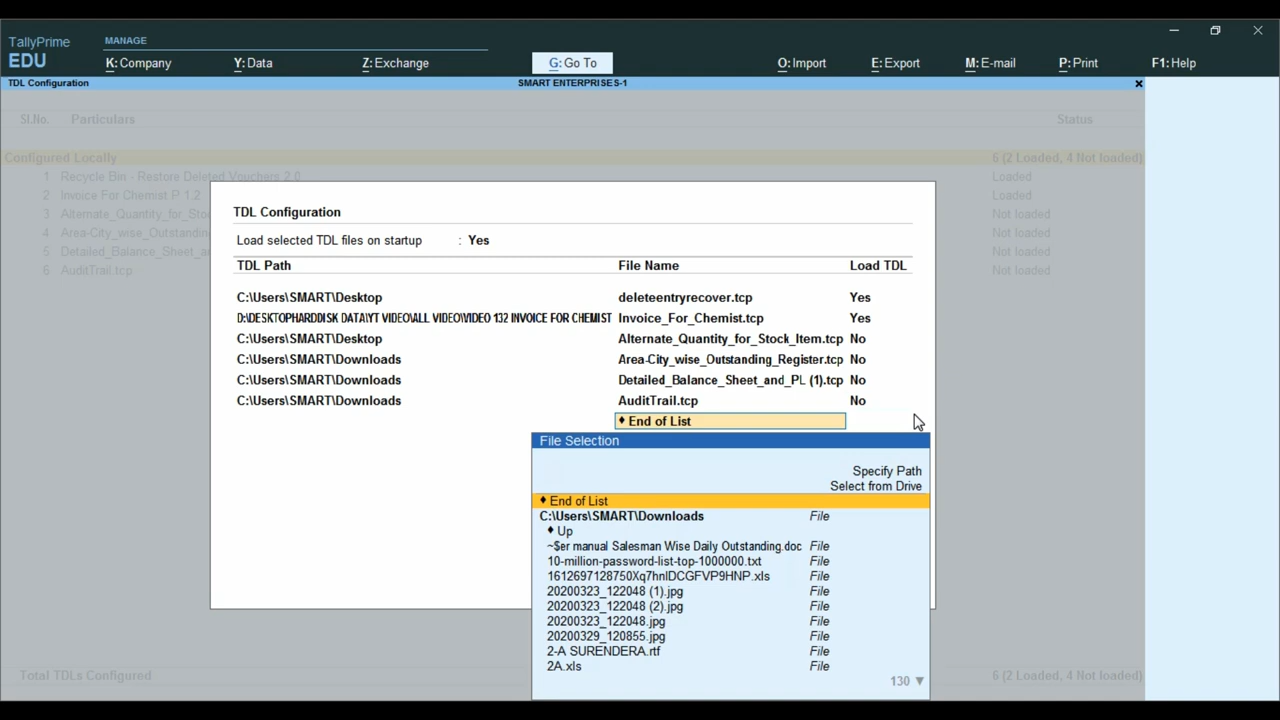 TallyPrime
EDU
MANAGE
K: Company
Y: Data
Z: Exchange
G: Go To
O: Import
E: Export
M: E-mail
P: Print
F1: Help
TDL Configuration
SMART ENTERPRISES-1
Sl.No. Particulars Status
Configured Locally 6 (2 Loaded, 4 Not loaded)
1 Recycle Bin - Restore Deleted Vouchers 2.0 Loaded
2 Invoice For Chemist P 1.2 Loaded
3 Alternate_Quantity_for_Sto Not loaded
4 Area-City_wise_Outstandin Not loaded
5 Detailed_Balance_Sheet_a Not loaded
6 AuditTrail.tcp Not loaded
TDL Configuration
Load selected TDL files on startup : Yes
TDL Path File Name Load TDL
C:\Users\SMART\Desktop deleteentryrecover.tcp Yes
D:\DESKTOPHARDDISK DATA\YT VIDEO\ALL VIDEO\VIDEO 132 INVOICE FOR CHEMIST Invoice_For_Chemist.tcp Yes
C:\Users\SMART\Desktop Alternate_Quantity_for_Stock_Item.tcp No
C:\Users\SMART\Downloads Area-City_wise_Outstanding_Register.tcp No
C:\Users\SMART\Downloads Detailed_Balance_Sheet_and_PL (1).tcp No
C:\Users\SMART\Downloads AuditTrail.tcp No
♦ End of List
File Selection
Specify Path
Select from Drive
♦ End of List
C:\Users\SMART\Downloads File
♦ Up
~$er manual Salesman Wise Daily Outstanding.doc File
10-million-password-list-top-1000000.txt File
1612697128750Xq7hnIDCGFVP9HNP.xls File
20200323_122048 (1).jpg File
20200323_122048 (2).jpg File
20200323_122048.jpg File
20200329_120855.jpg File
2-A SURENDERA.rtf File
2A.xls File
130 ▼
Total TDLs Configured 6 (2 Loaded, 4 Not loaded)